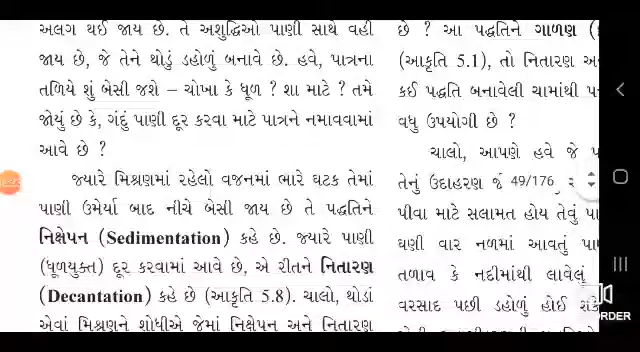 અલગ થઈ જાય છે. તે અશુદ્ધિઓ પાણી સાથે વહી
જાય છે, જે તેને થોડું ડહોળું બનાવે છે. હવે, પાત્રના
તળિયે શું બેસી જશે – ચોખા કે ધૂળ ? શા માટે ? તમે
જોયું છે કે, ગંદું પાણી દૂર કરવા માટે પાત્રને નમાવવામાં
આવે છે ?
જ્યારે મિશ્રણમાં રહેલો વજનમાં ભારે ઘટક તેમાં
પાણી ઉમેર્યા બાદ નીચે બેસી જાય છે તે પદ્ધતિને
નિક્ષેપન (Sedimentation) કહે છે. જ્યારે પાણી
(ધૂળયુક્ત) દૂર કરવામાં આવે છે, એ રીતને નિતારણ
(Decantation) કહે છે (આકૃતિ 5.8). ચાલો, થોડાં
એવાં મિશ્રણને શોધીએ જેમાં નિક્ષેપન અને નિતારણ
છે ? આ પદ્ધતિને ગાળણ
(આકૃતિ 5.1), તો નિતારણ
કઈ પદ્ધતિ બનાવેલી ચામાંથી
વધુ ઉપયોગી છે ?
ચાલો, આપણે હવે જે
તેનું ઉદાહરણ જે
પીવા માટે સલામત હોય તેવું
ઘણી વાર નળમાં આવતું
તળાવ કે નદીમાંથી લાવેલું
વરસાદ પછી ડહોળું હોઈ
49/176
ORDER